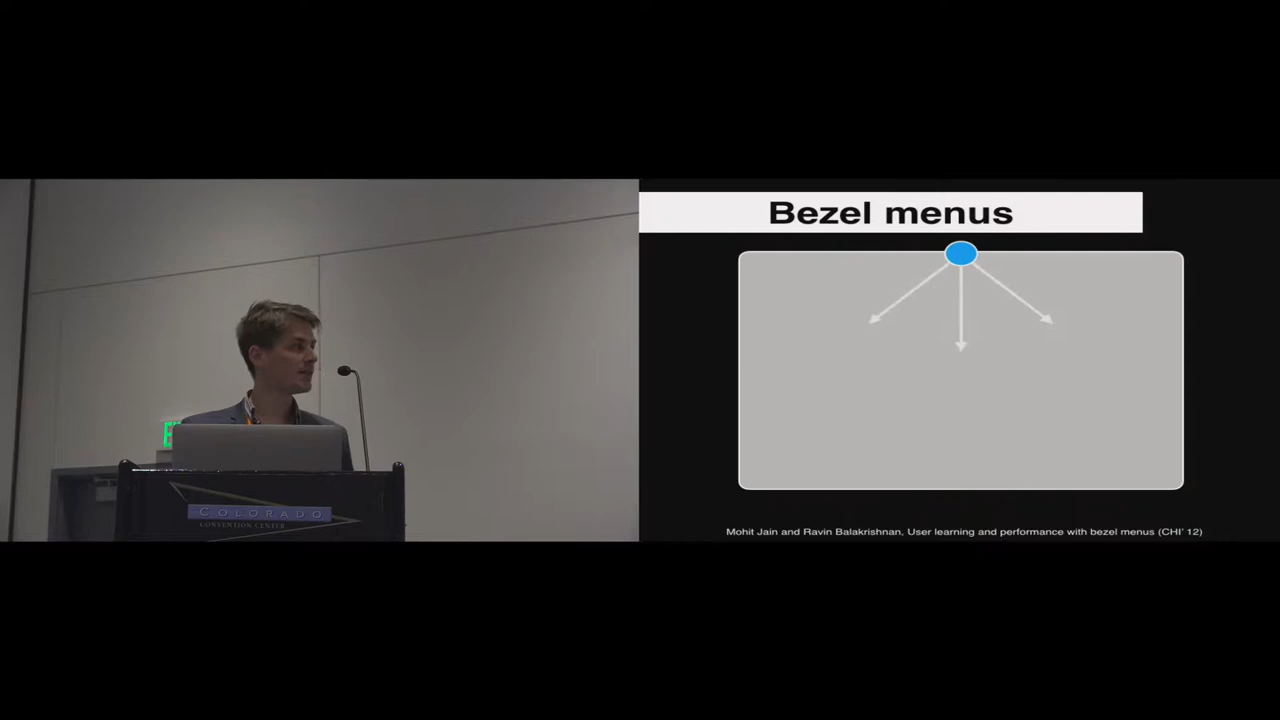 Bezel menus
COLORADO
CONVENTION CENTER
Mohit Jain and Ravin Balakrishnan, User learning and performance with bezel menus (CHI' 12)